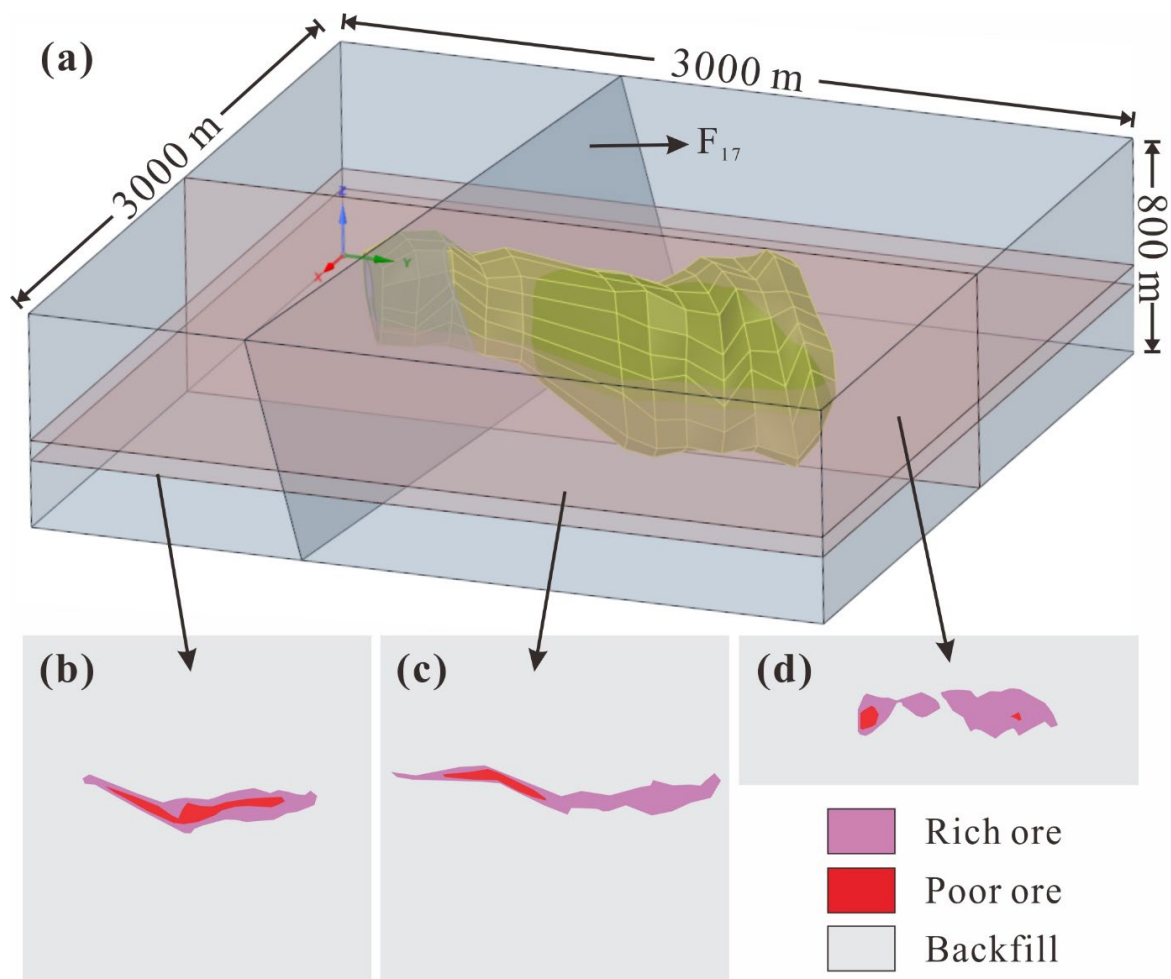 (a)
3000 m
3000 m
F₁₇
800 m
Z
X
Y
(b)
(c)
(d)
Rich ore
Poor ore
Backfill